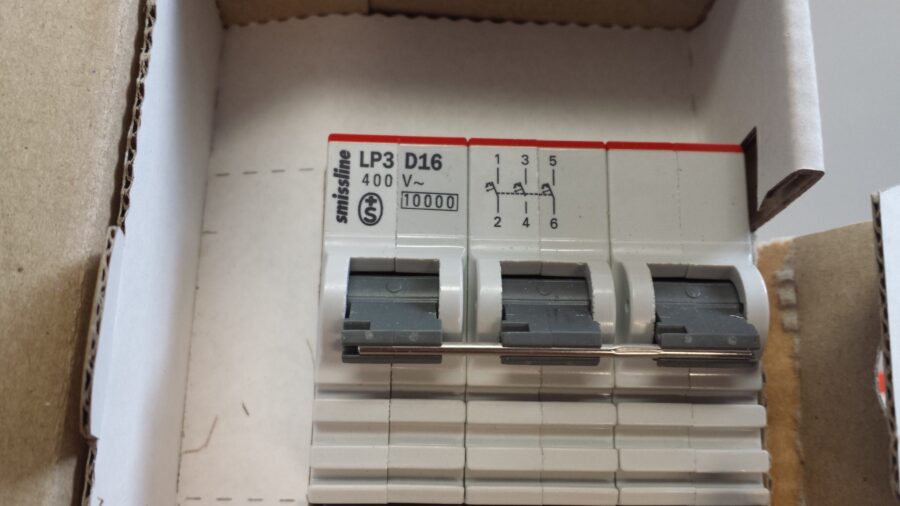 smissline
LP3 D16
400 V~
10000
+S
1 3 5
2 4 6